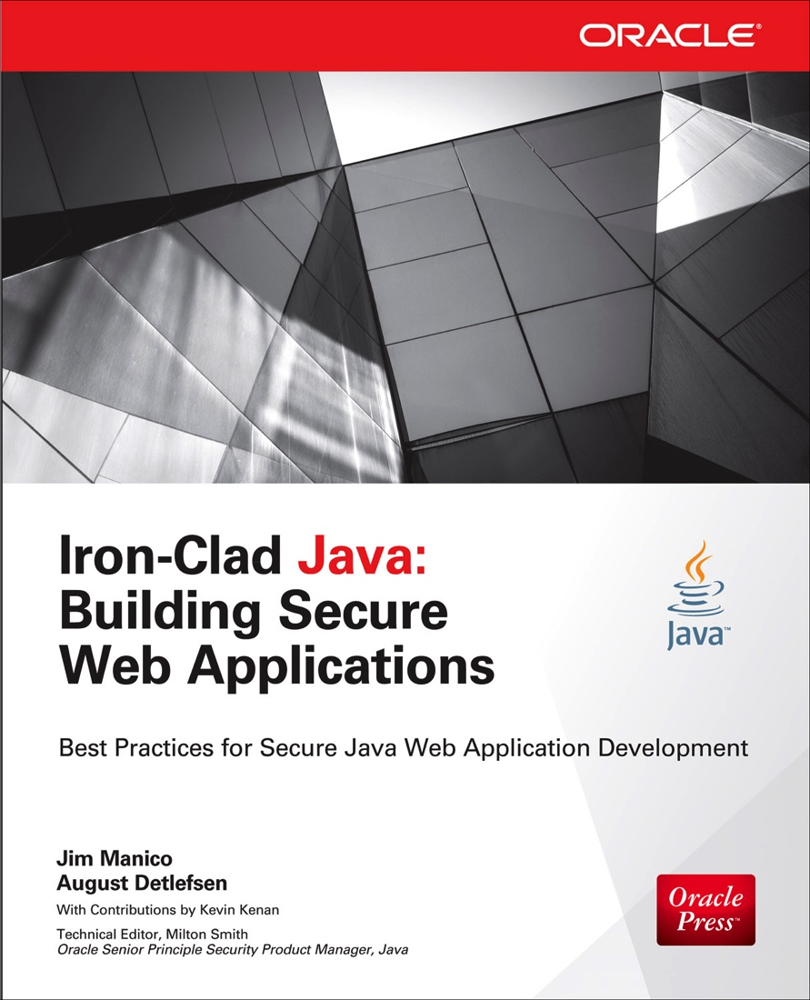 ORACLE®
Iron-Clad Java:
Building Secure
Web Applications
Java™
Best Practices for Secure Java Web Application Development
Jim Manico
August Detlefsen
With Contributions by Kevin Kenan
Technical Editor, Milton Smith
Oracle Senior Principle Security Product Manager, Java
Oracle
Press™